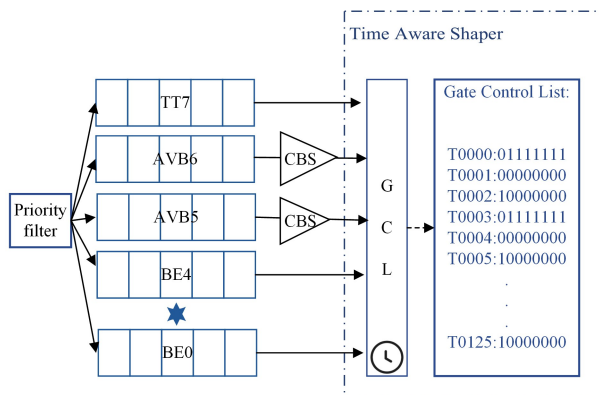 Time Aware Shaper
TT7
AVB6
CBS
AVB5
CBS
BE4
BE0
Priority
filter
G
C
L
Gate Control List:
T0000:01111111
T0001:00000000
T0002:10000000
T0003:01111111
T0004:00000000
T0005:10000000
.
.
.
T0125:10000000